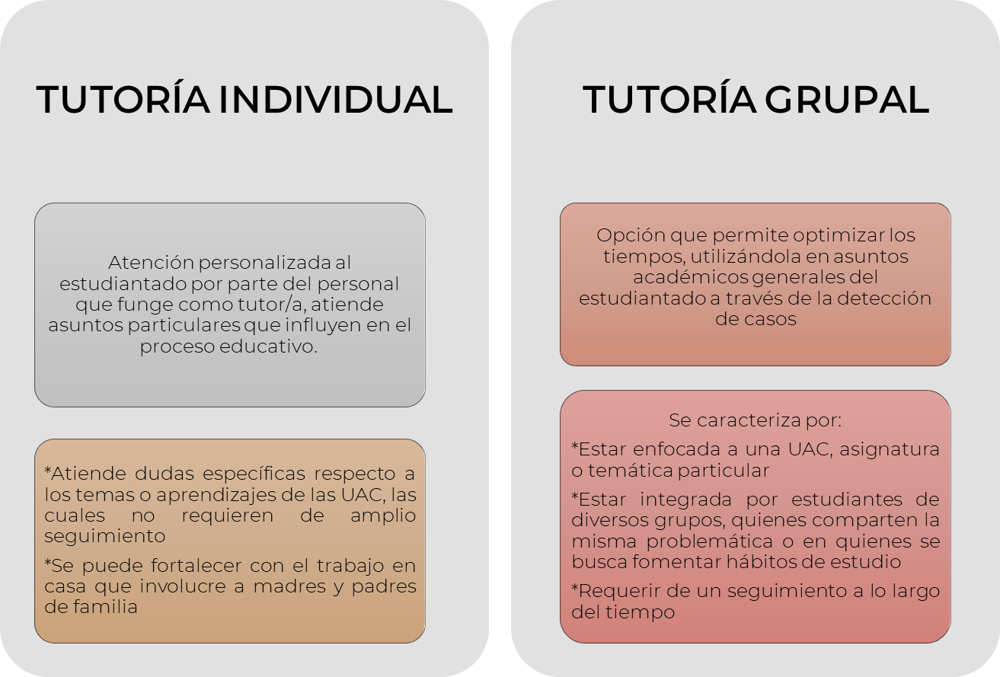 TUTORÍA INDIVIDUAL
Atención personalizada al
estudiantado por parte del personal
que funge como tutor/a, atiende
asuntos particulares que influyen en el
proceso educativo.
*Atiende dudas específicas respecto a
los temas o aprendizajes de las UAC, las
cuales no requieren de amplio
seguimiento
*Se puede fortalecer con el trabajo en
casa que involucre a madres y padres
de familia
TUTORÍA GRUPAL
Opción que permite optimizar los
tiempos, utilizándola en asuntos
académicos generales del
estudiantado a través de la detección
de casos
Se caracteriza por:
*Estar enfocada a una UAC, asignatura
o temática particular
*Estar integrada por estudiantes de
diversos grupos, quienes comparten la
misma problemática o en quienes se
busca fomentar hábitos de estudio
*Requerir de un seguimiento a lo largo
del tiempo